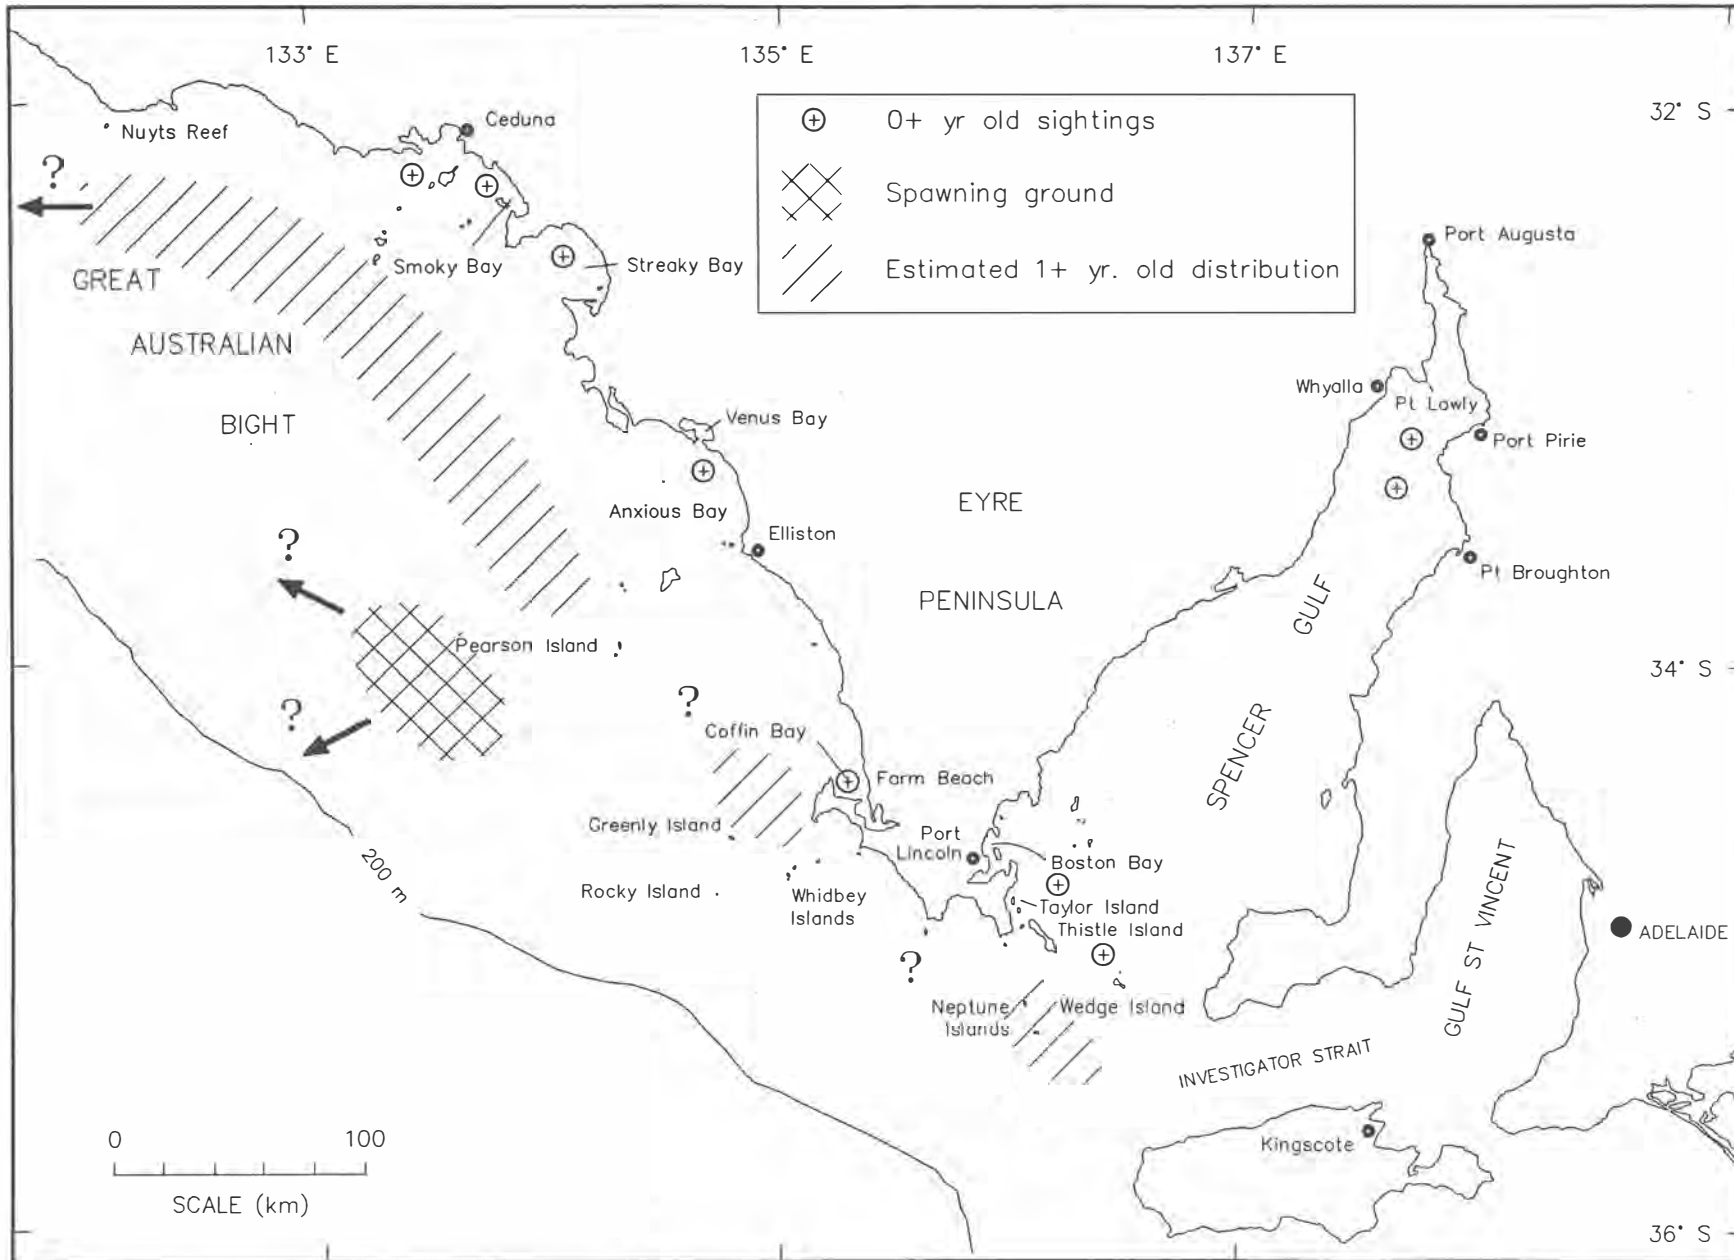 133° E
135° E
137° E
32° S
Nuyts Reef
Ceduna
0+ yr old sightings
Spawning ground
Estimated 1+ yr. old distribution
?
GREAT
AUSTRALIAN
BIGHT
Smoky Bay
Streaky Bay
Port Augusta
Whyalla
Pt Lowly
Port Pirie
Venus Bay
Anxious Bay
Elliston
EYRE
PENINSULA
Pt Broughton
GULF
SPENCER
?
Pearson Island
34° S
?
?
Coffin Bay
Farm Beach
Greenly Island
Port
Lincoln
Boston Bay
Rocky Island
Whidbey
Islands
Taylor Island
Thistle Island
200 m
GULF ST VINCENT
ADELAIDE
?
Neptune
Islands
Wedge Island
INVESTIGATOR STRAIT
Kingscote
0
100
SCALE (km)
36° S